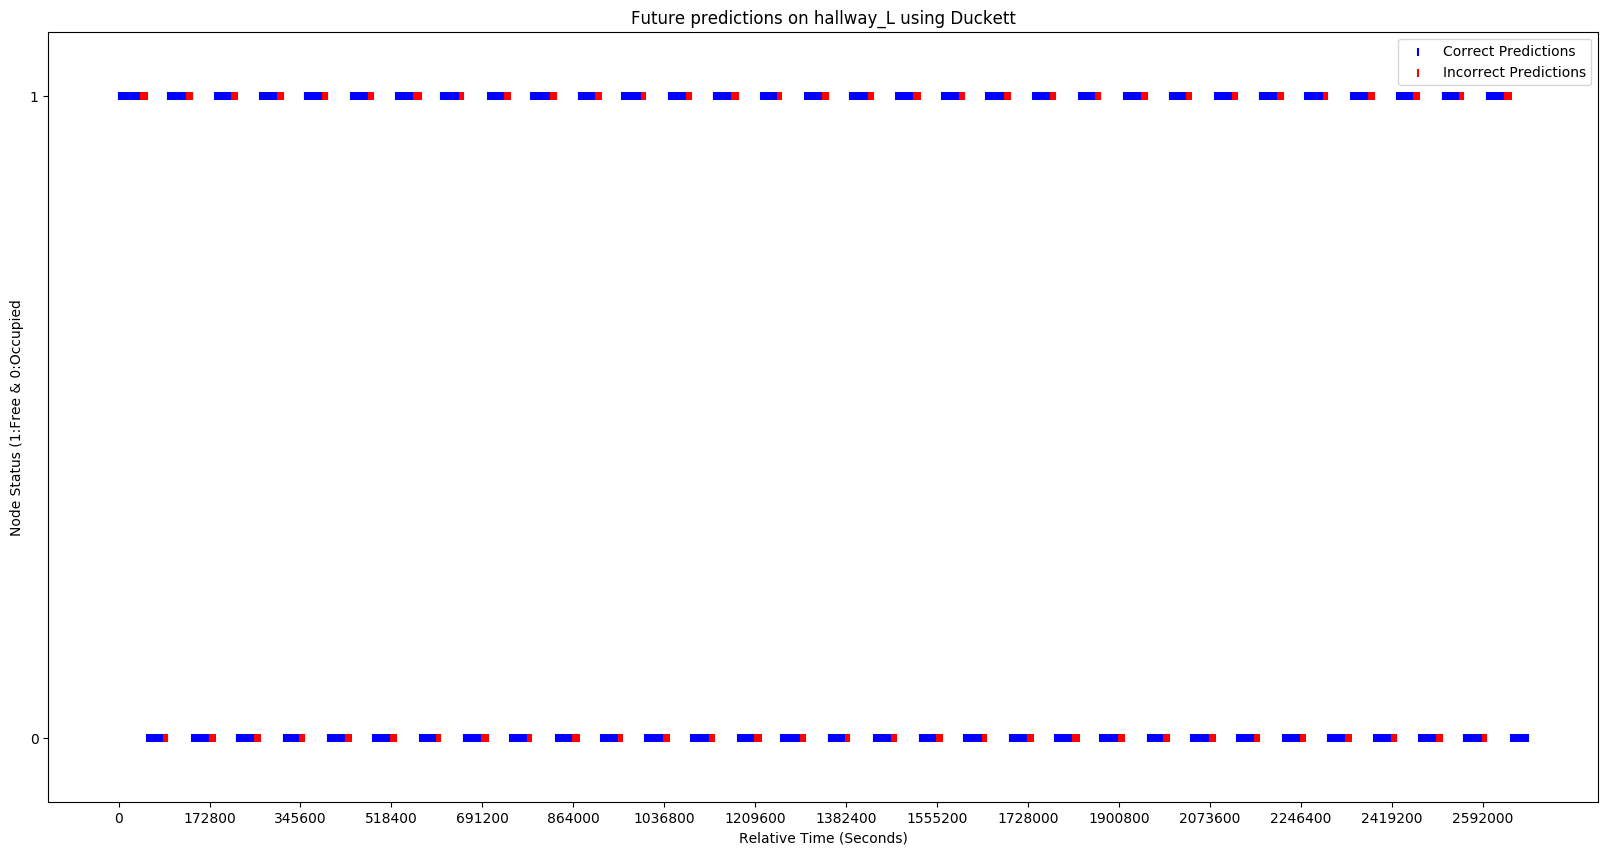 Future predictions on hallway_L using Duckett
Correct Predictions
Incorrect Predictions
Node Status (1:Free & 0:Occupied
1
0
0 172800 345600 518400 691200 864000 1036800 1209600 1382400 1555200 1728000 1900800 2073600 2246400 2419200 2592000
Relative Time (Seconds)